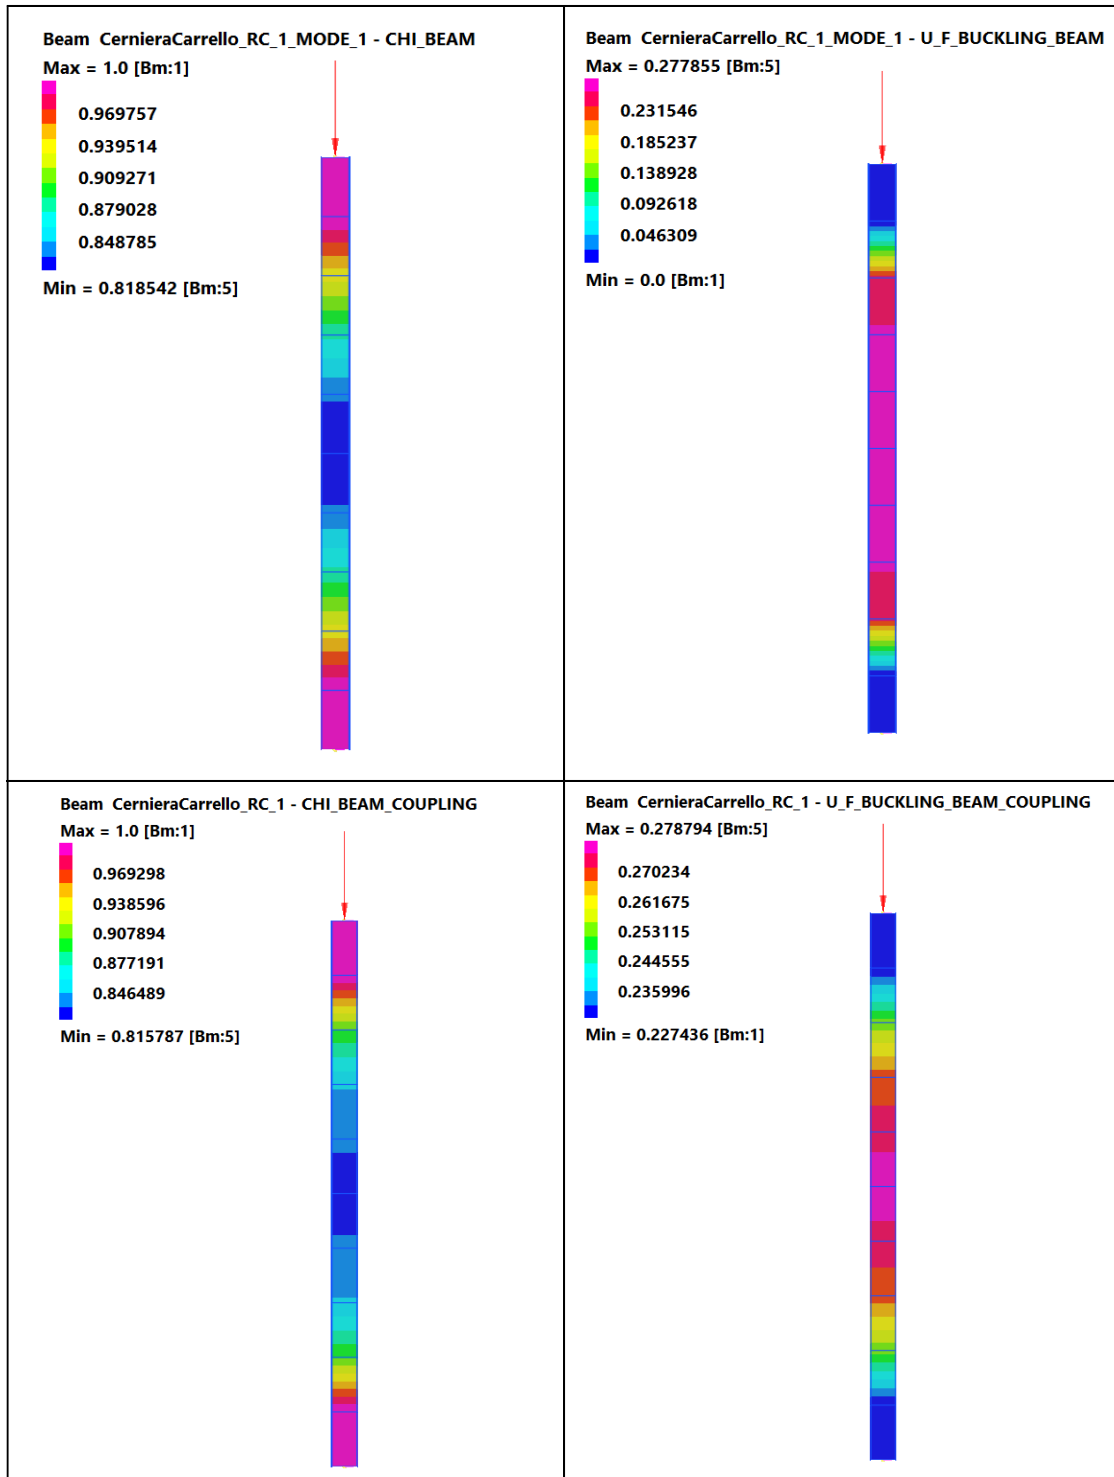 Beam CernieraCarrello_RC_1_MODE_1 - CHI_BEAM
Max = 1.0 [Bm:1]
0.969757
0.939514
0.909271
0.879028
0.848785
Min = 0.818542 [Bm:5]
Beam CernieraCarrello_RC_1_MODE_1 - U_F_BUCKLING_BEAM
Max = 0.277855 [Bm:5]
0.231546
0.185237
0.138928
0.092618
0.046309
Min = 0.0 [Bm:1]
Beam CernieraCarrello_RC_1 - CHI_BEAM_COUPLING
Max = 1.0 [Bm:1]
0.969298
0.938596
0.907894
0.877191
0.846489
Min = 0.815787 [Bm:5]
Beam CernieraCarrello_RC_1 - U_F_BUCKLING_BEAM_COUPLING
Max = 0.278794 [Bm:5]
0.270234
0.261675
0.253115
0.244555
0.235996
Min = 0.227436 [Bm:1]